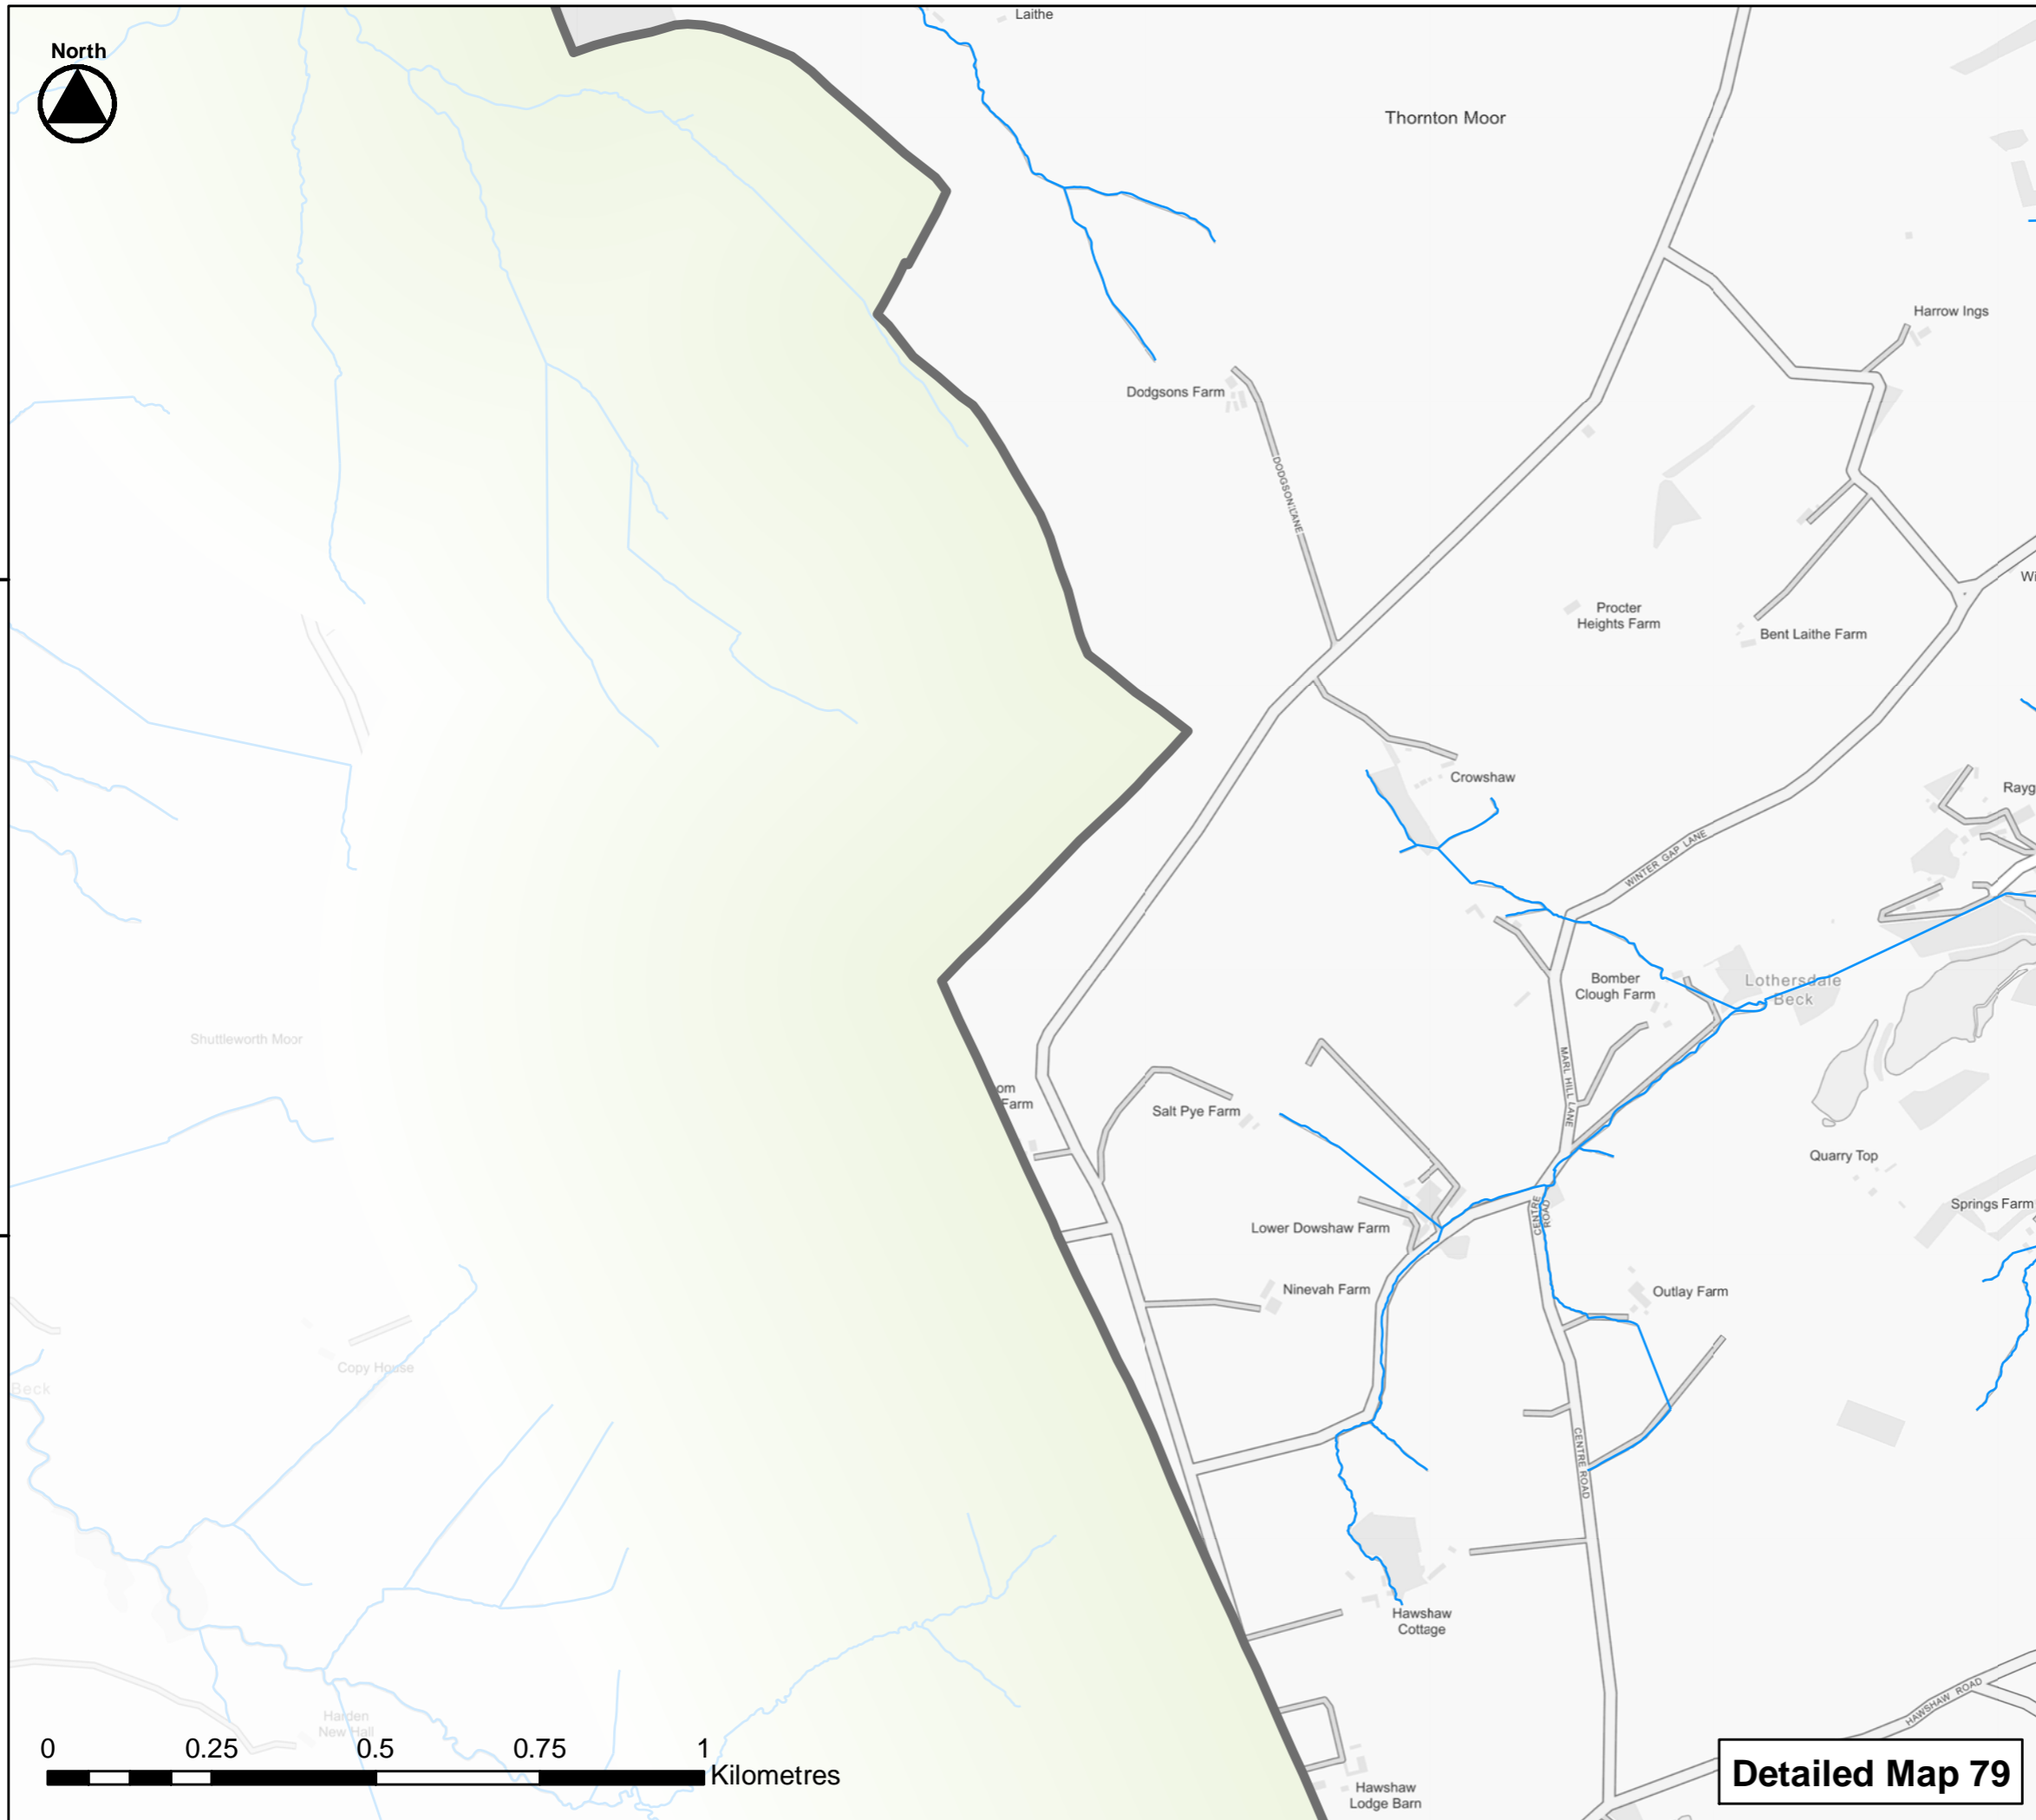 Laithe
North
Thornton Moor
Harrow Ings
Dodgsons Farm
DODGSON LANE
Procter
Heights Farm
Bent Laithe Farm
Crowshaw
WINTER GAP LANE
Bomber
Clough Farm
Lothersdale
Beck
Shuttleworth Moor
MARL HILL LANE
Farm
Salt Pye Farm
Quarry Top
Springs Farm
CENTRE
ROAD
Lower Dowshaw Farm
Ninevah Farm
Outlay Farm
Copy House
Beck
CENTRE ROAD
Hawshaw
Cottage
HAWSHAW ROAD
Harden
New Hall
0 0.25 0.5 0.75 1
Kilometres
Detailed Map 79
Hawshaw
Lodge Barn